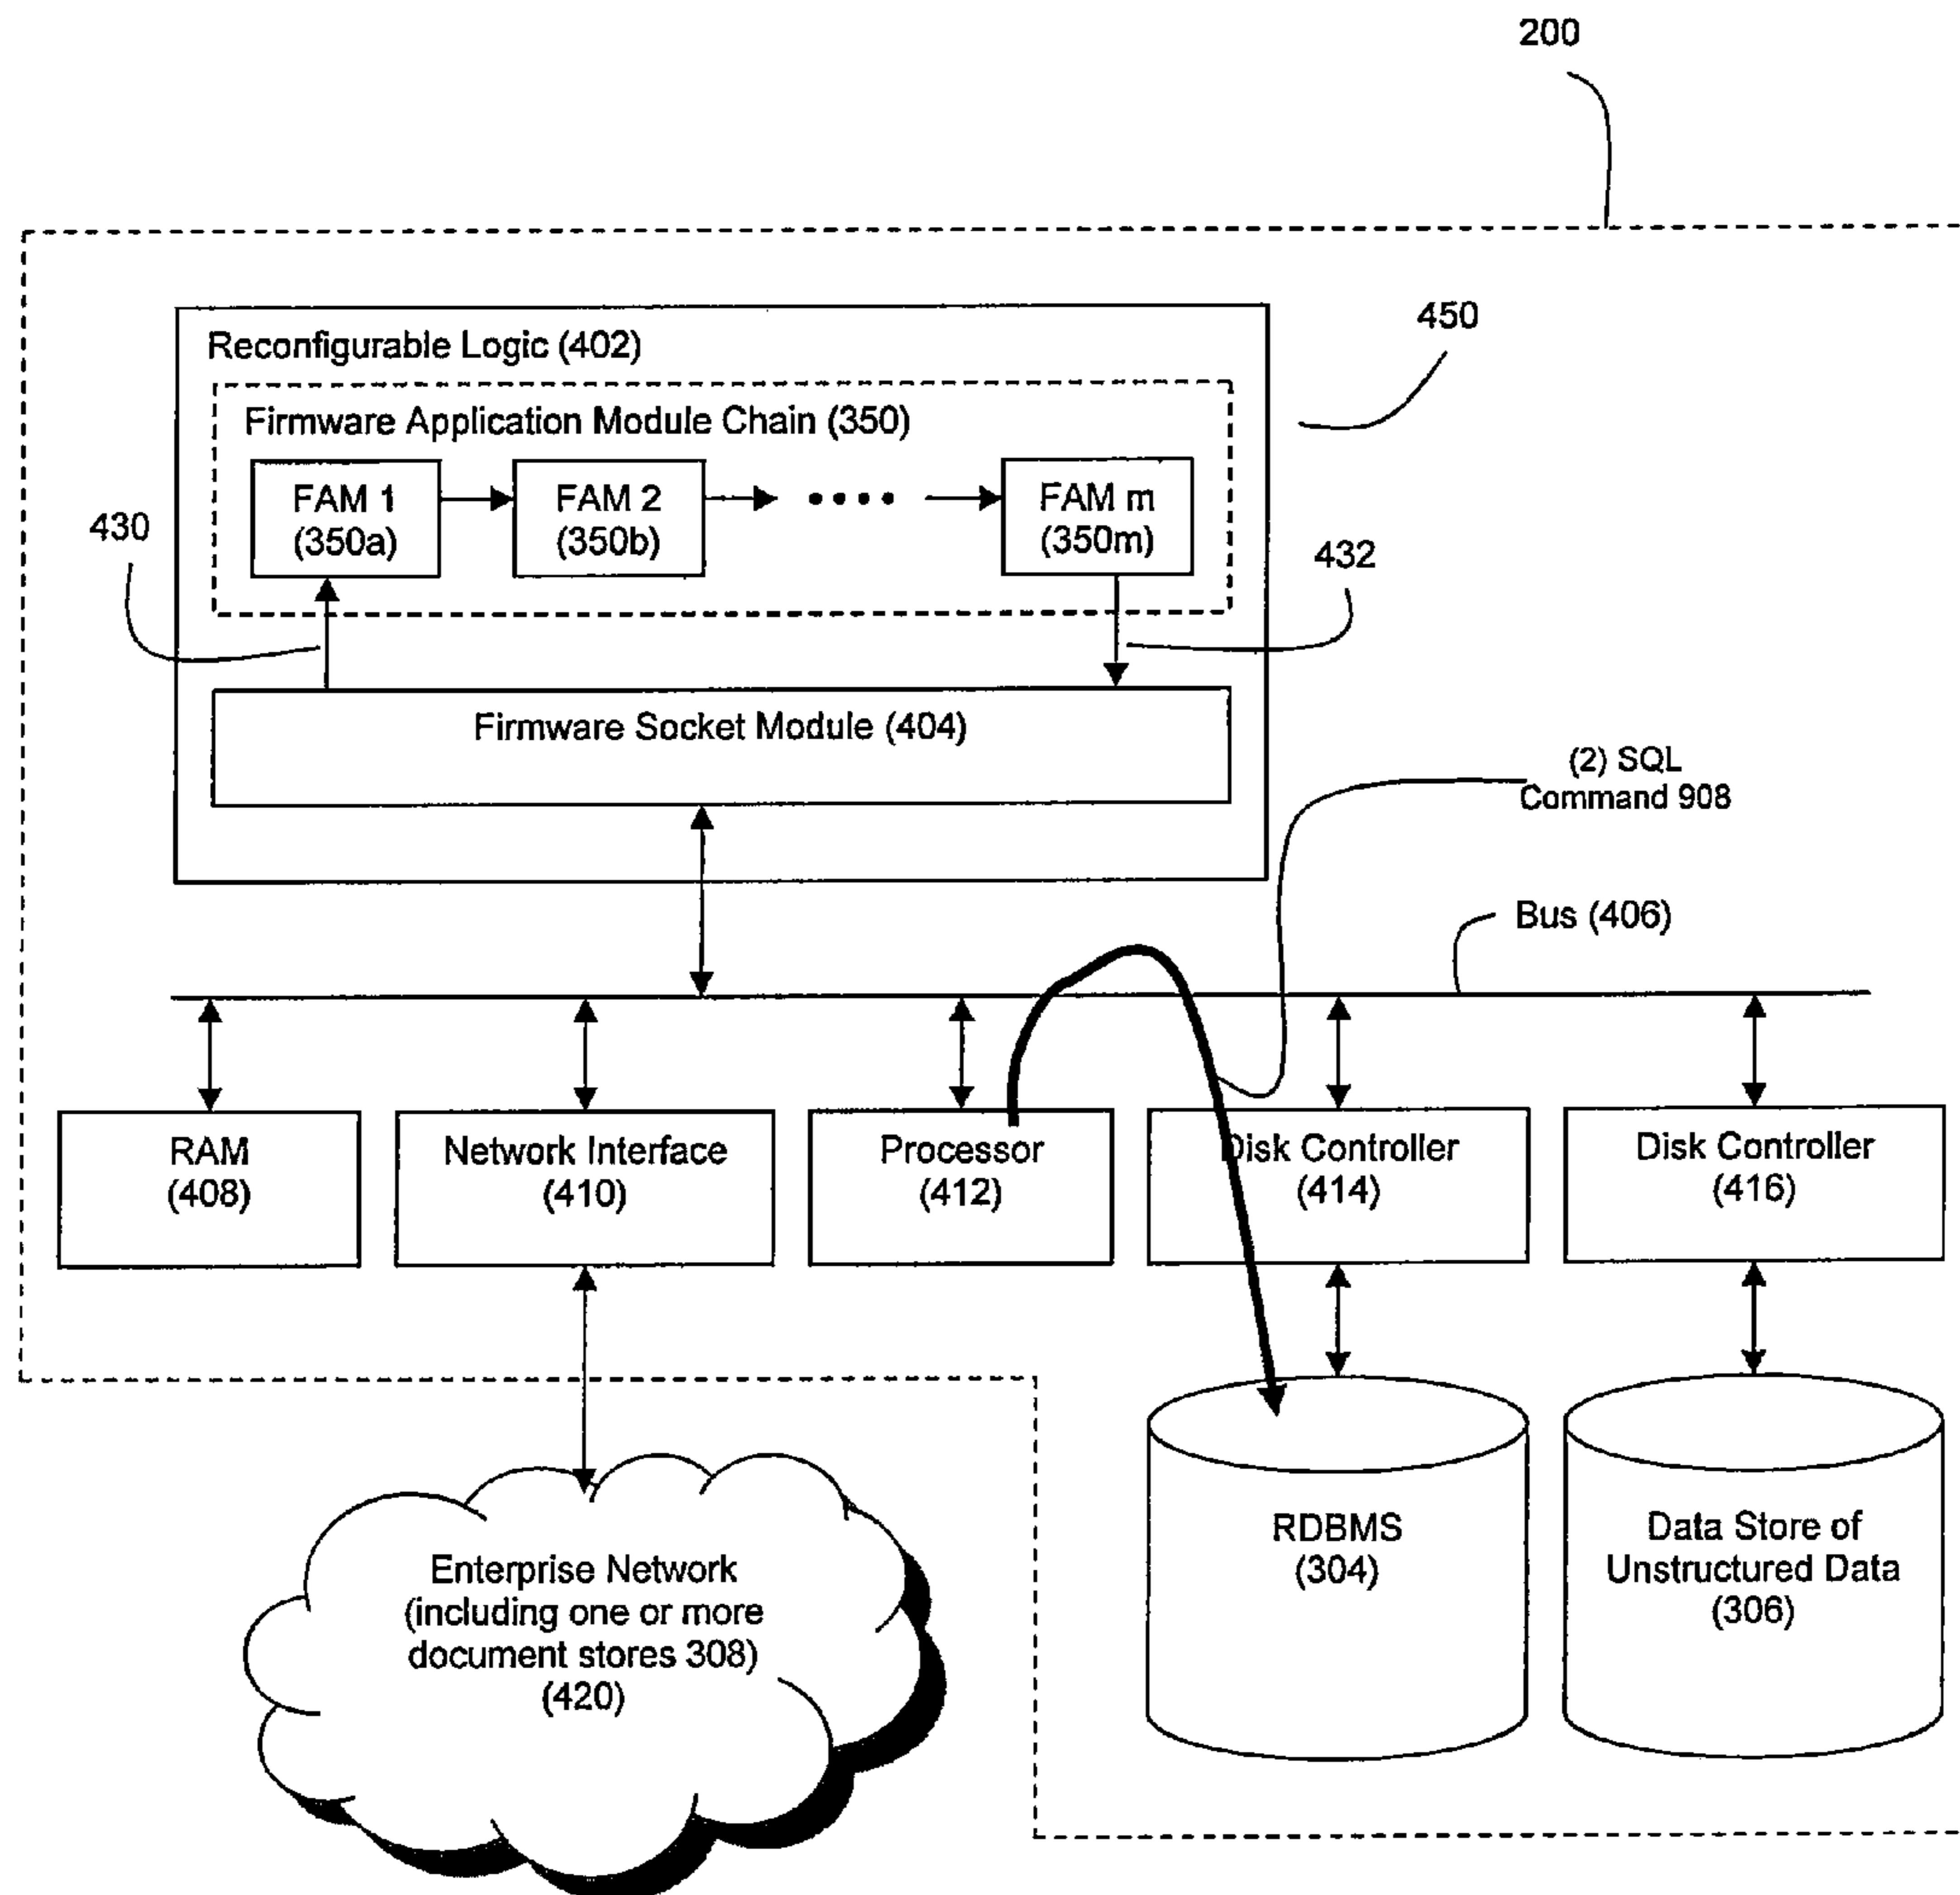 200
450
Reconfigurable Logic (402)
Firmware Application Module Chain (350)
FAM 1
(350a)
FAM 2
(350b)
FAM m
(350m)
430
432
Firmware Socket Module (404)
(2) SQL
Command 908
Bus (406)
RAM
(408)
Network Interface
(410)
Processor
(412)
Disk Controller
(414)
Disk Controller
(416)
Enterprise Network
(including one or more
document stores 308)
(420)
RDBMS
(304)
Data Store of
Unstructured Data
(306)